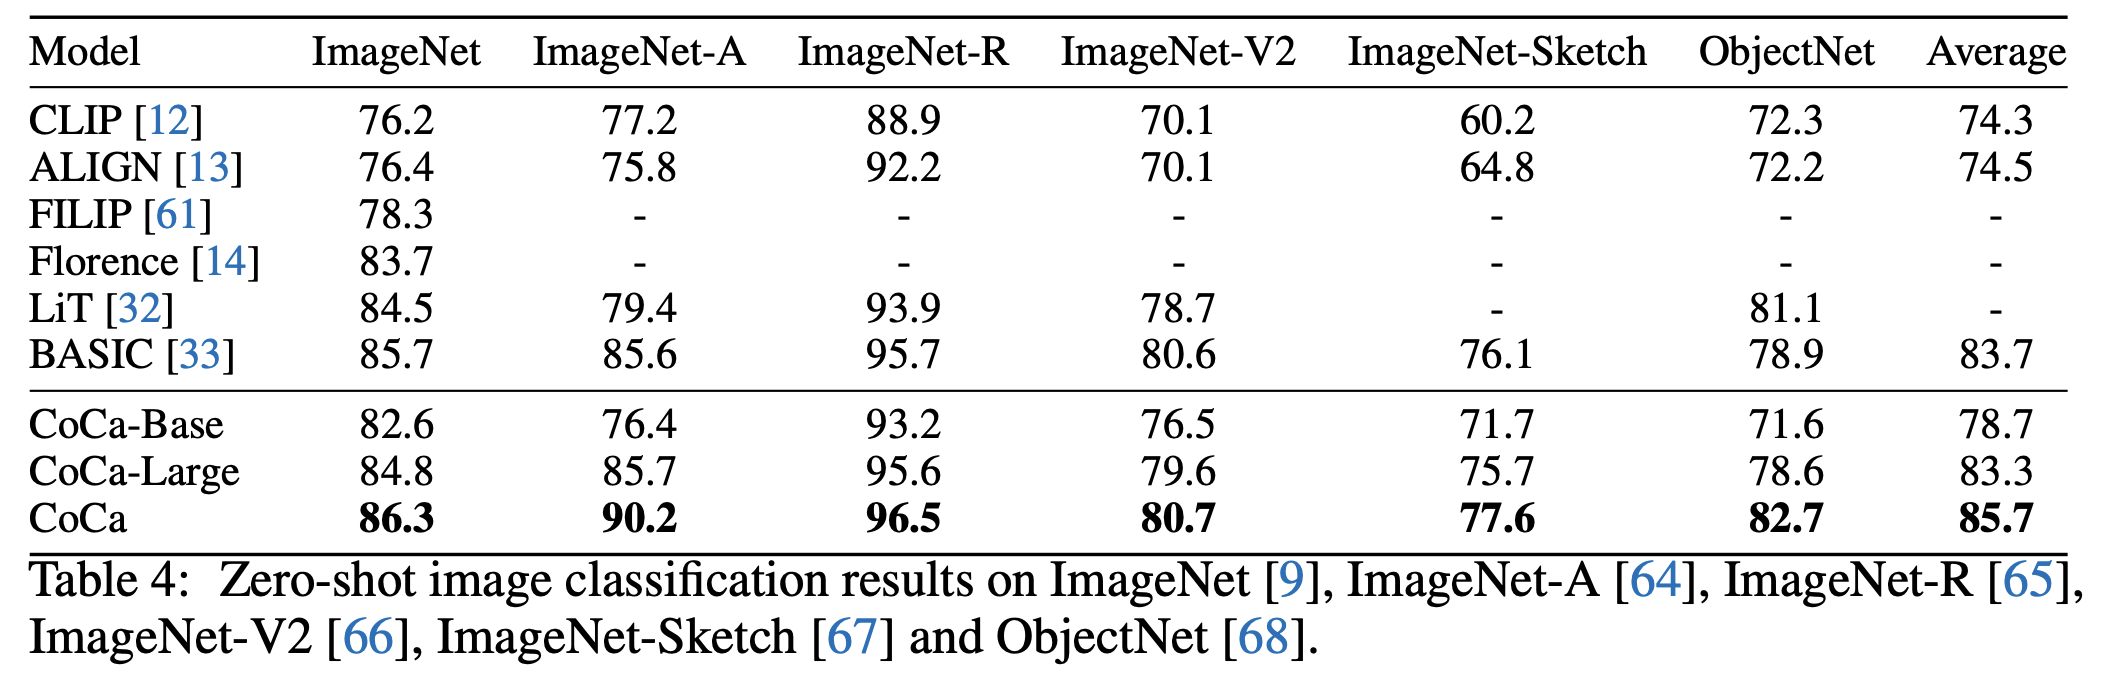 Model ImageNet ImageNet-A ImageNet-R ImageNet-V2 ImageNet-Sketch ObjectNet Average
CLIP [12] 76.2 77.2 88.9 70.1 60.2 72.3 74.3
ALIGN [13] 76.4 75.8 92.2 70.1 64.8 72.2 74.5
FILIP [61] 78.3 - - - - - -
Florence [14] 83.7 - - - - - -
LiT [32] 84.5 79.4 93.9 78.7 - 81.1 -
BASIC [33] 85.7 85.6 95.7 80.6 76.1 78.9 83.7
CoCa-Base 82.6 76.4 93.2 76.5 71.7 71.6 78.7
CoCa-Large 84.8 85.7 95.6 79.6 75.7 78.6 83.3
CoCa 86.3 90.2 96.5 80.7 77.6 82.7 85.7
Table 4: Zero-shot image classification results on ImageNet [9], ImageNet-A [64], ImageNet-R [65],
ImageNet-V2 [66], ImageNet-Sketch [67] and ObjectNet [68].